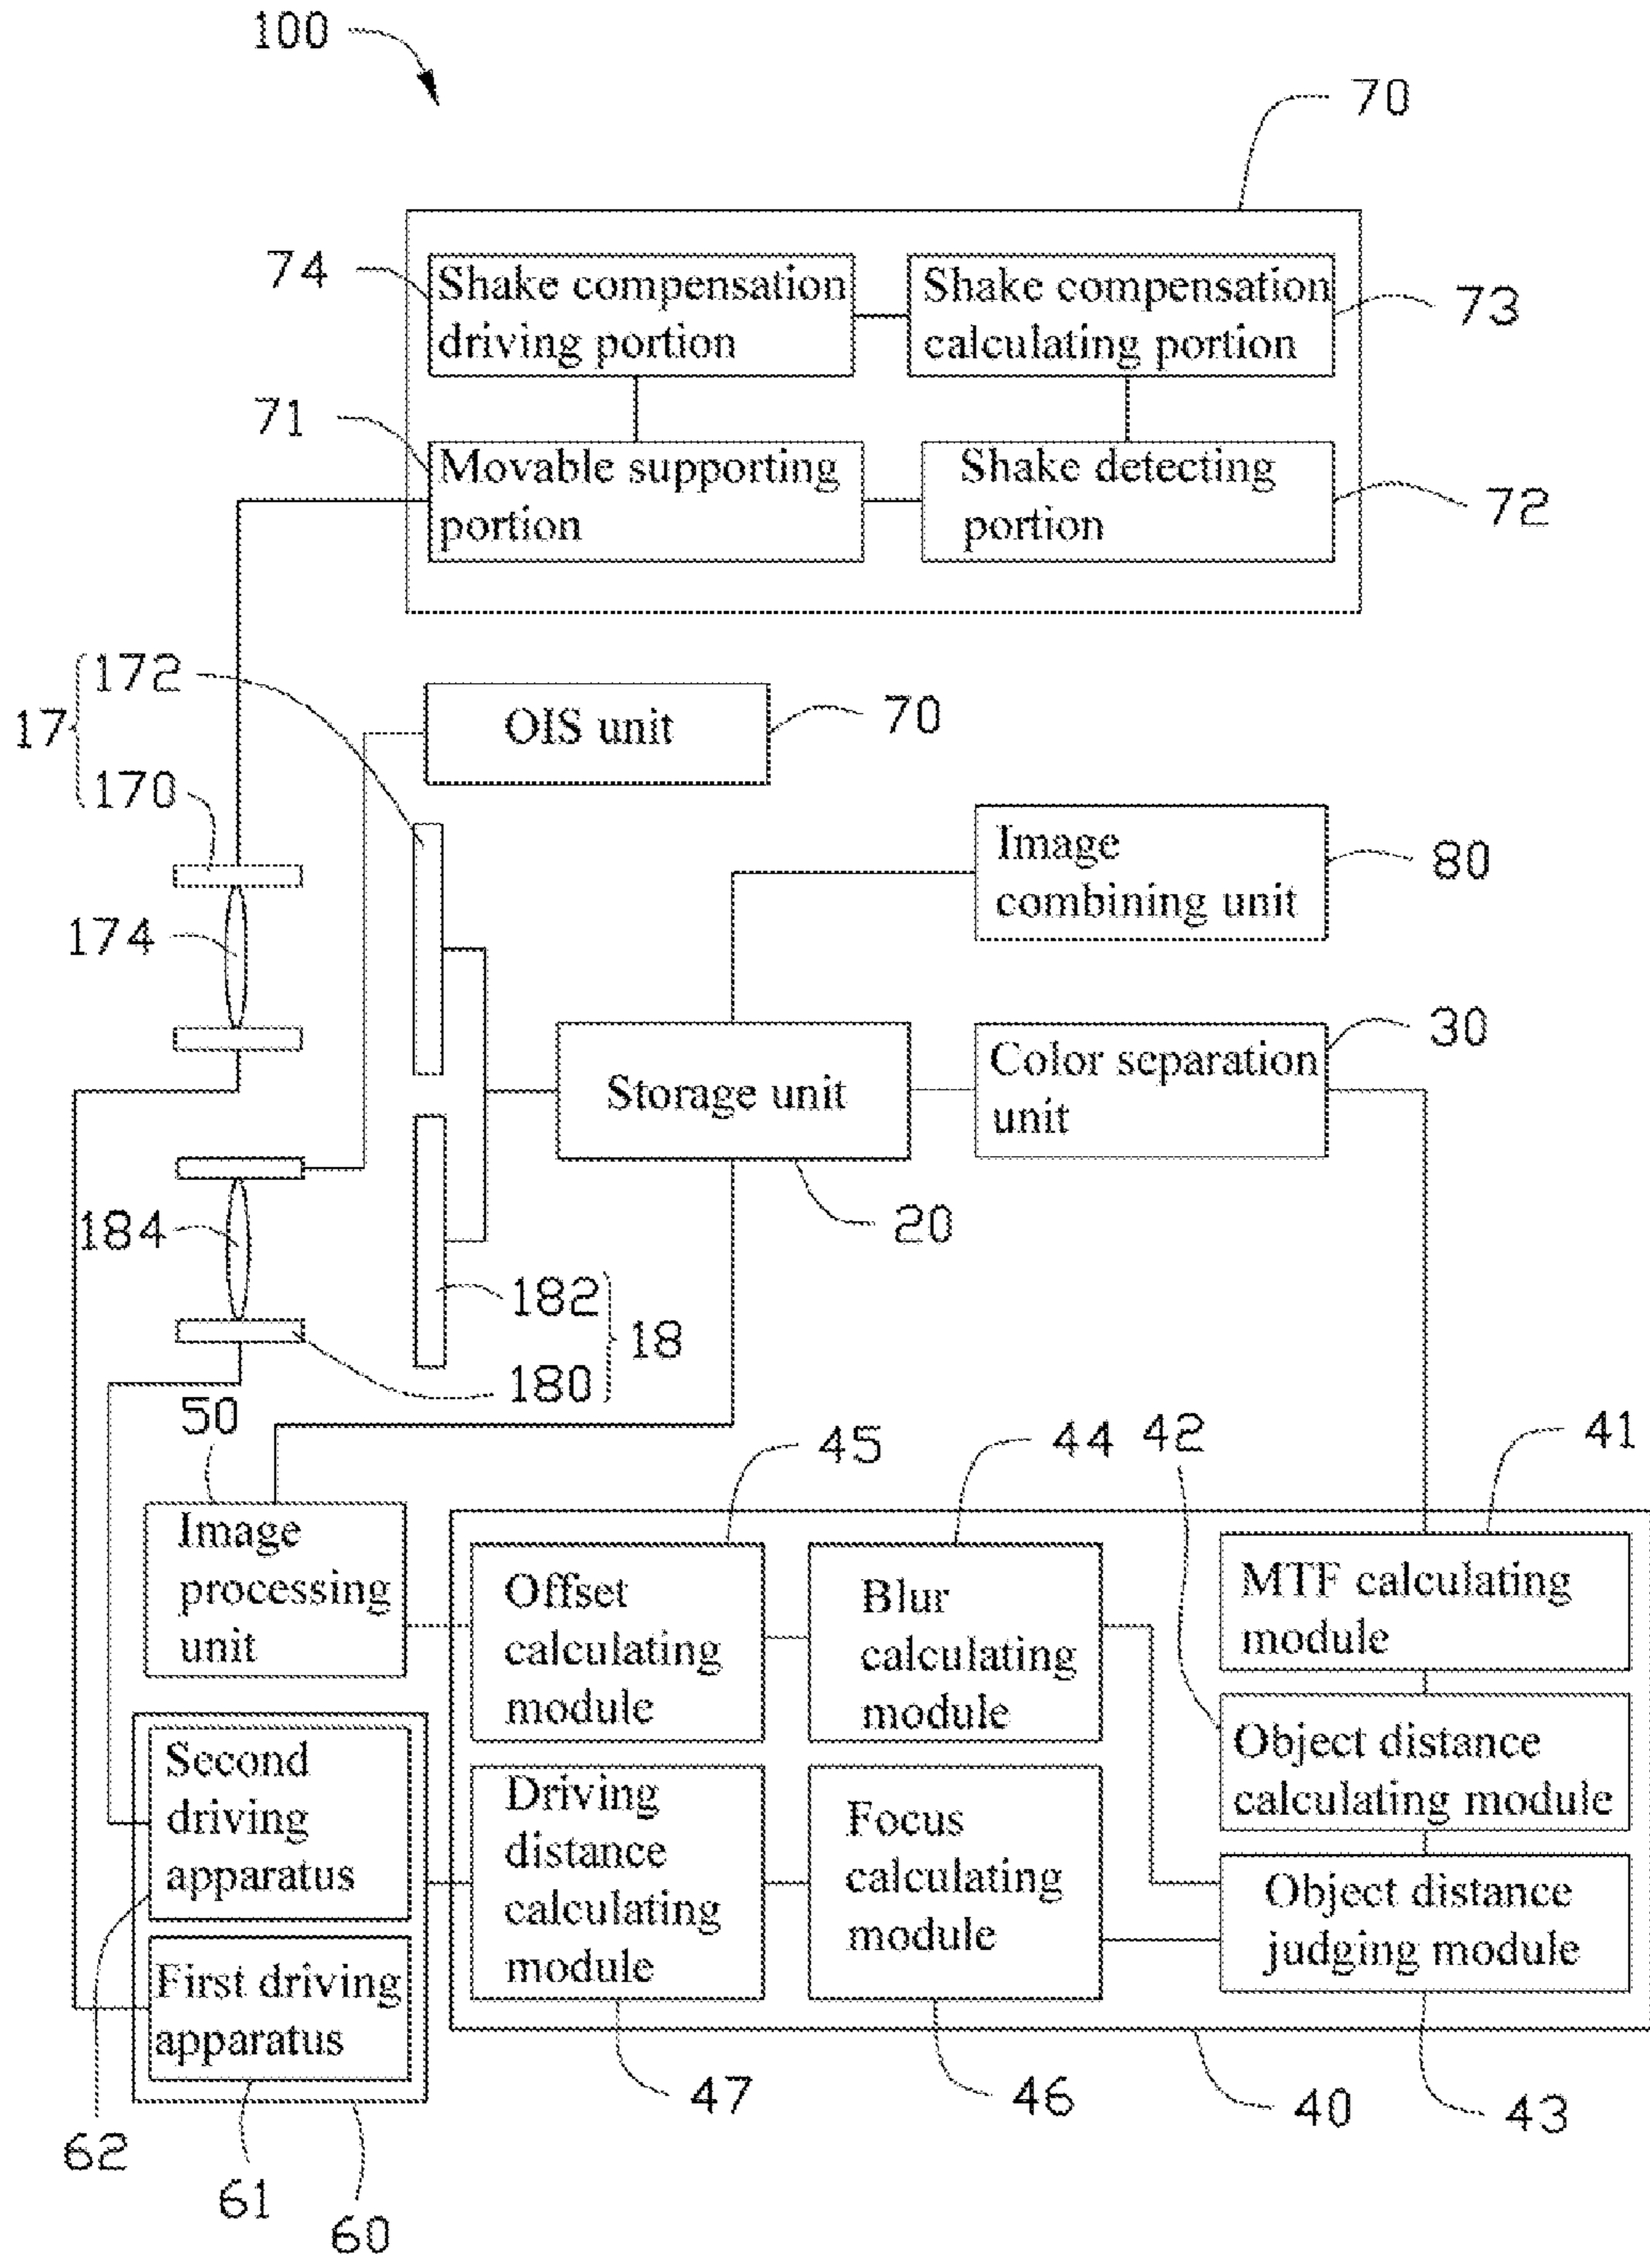 100
70
74
Shake compensation
driving portion
Shake compensation
calculating portion
73
71
Movable supporting
portion
Shake detecting
portion
72
17
172
170
OIS unit
70
174
Image
combining unit
80
Storage unit
Color separation
unit
30
20
184
182
180
18
50
45
44
42
41
Image
processing
unit
Offset
calculating
module
Blur
calculating
module
MTF calculating
module
Object distance
calculating module
Second
driving
apparatus
Driving
distance
calculating
module
Focus
calculating
module
Object distance
judging module
First driving
apparatus
62
61
60
47
46
40
43